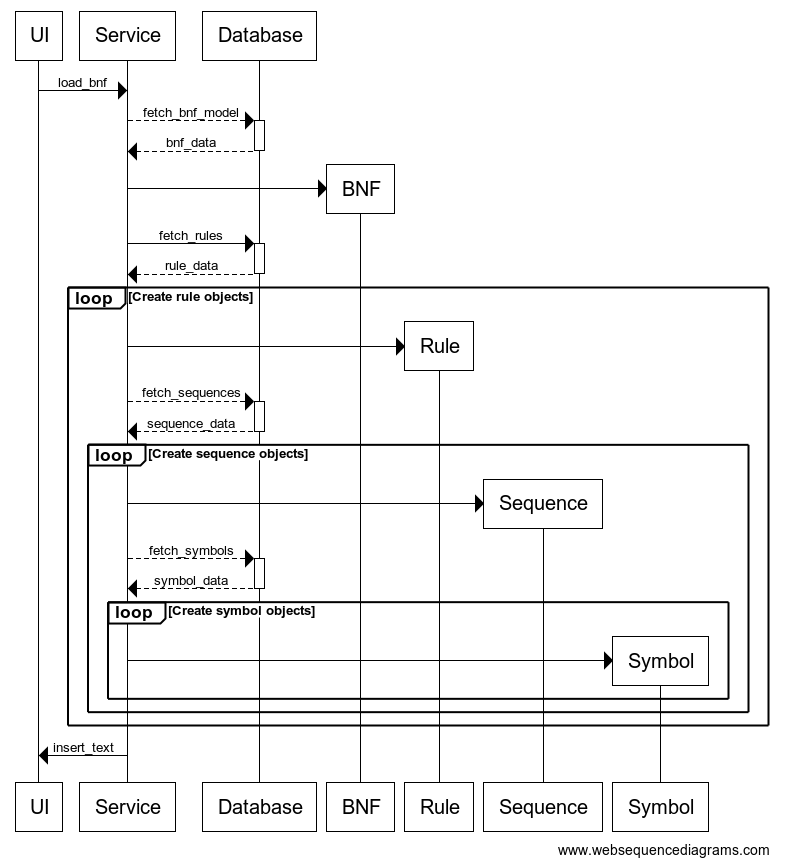 UI Service Database
load_bnf
fetch_bnf_model
bnf_data
BNF
fetch_rules
rule_data
loop [Create rule objects]
Rule
fetch_sequences
sequence_data
loop [Create sequence objects]
Sequence
fetch_symbols
symbol_data
loop [Create symbol objects]
Symbol
insert_text
UI Service Database BNF Rule Sequence Symbol
www.websequencediagrams.com